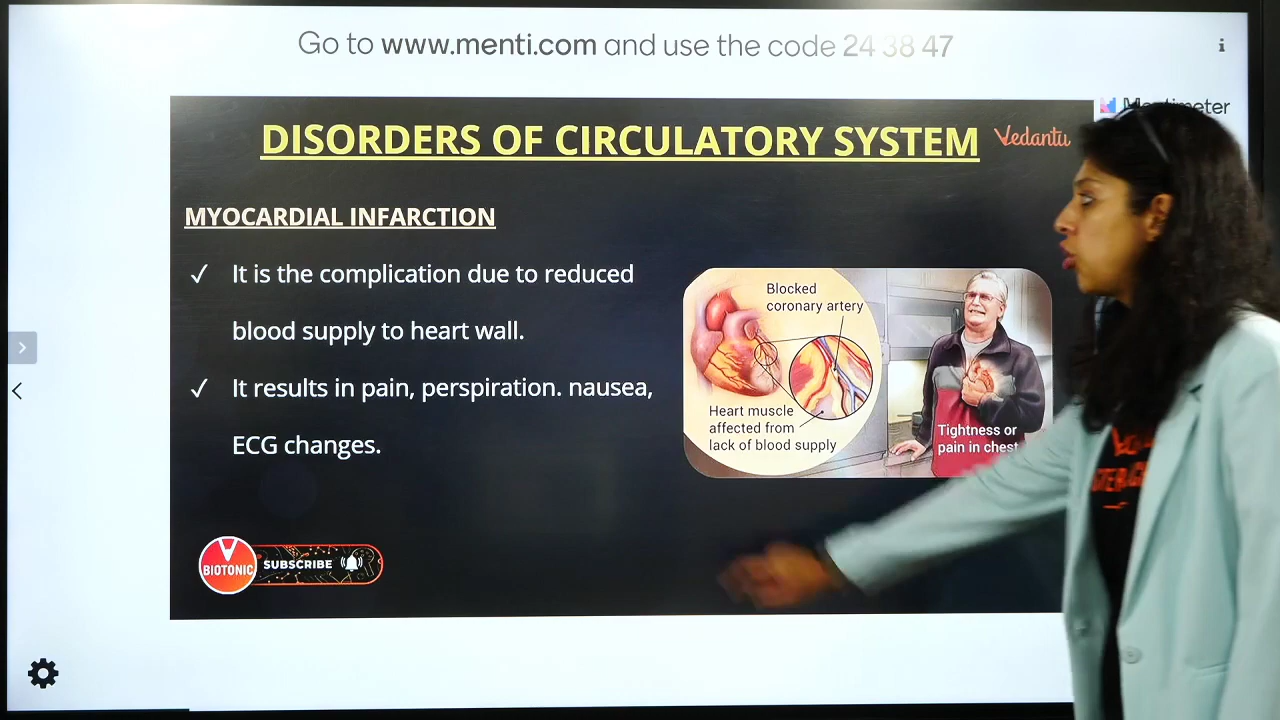 Go to www.menti.com and use the code 24 38 47
i
DISORDERS OF CIRCULATORY SYSTEM
Vedantu
MYOCARDIAL INFARCTION
✓ It is the complication due to reduced
blood supply to heart wall.
✓ It results in pain, perspiration. nausea,
ECG changes.
Blocked
coronary artery
Heart muscle
affected from
lack of blood supply
Tightness or
pain in chest
BIOTONIC
SUBSCRIBE